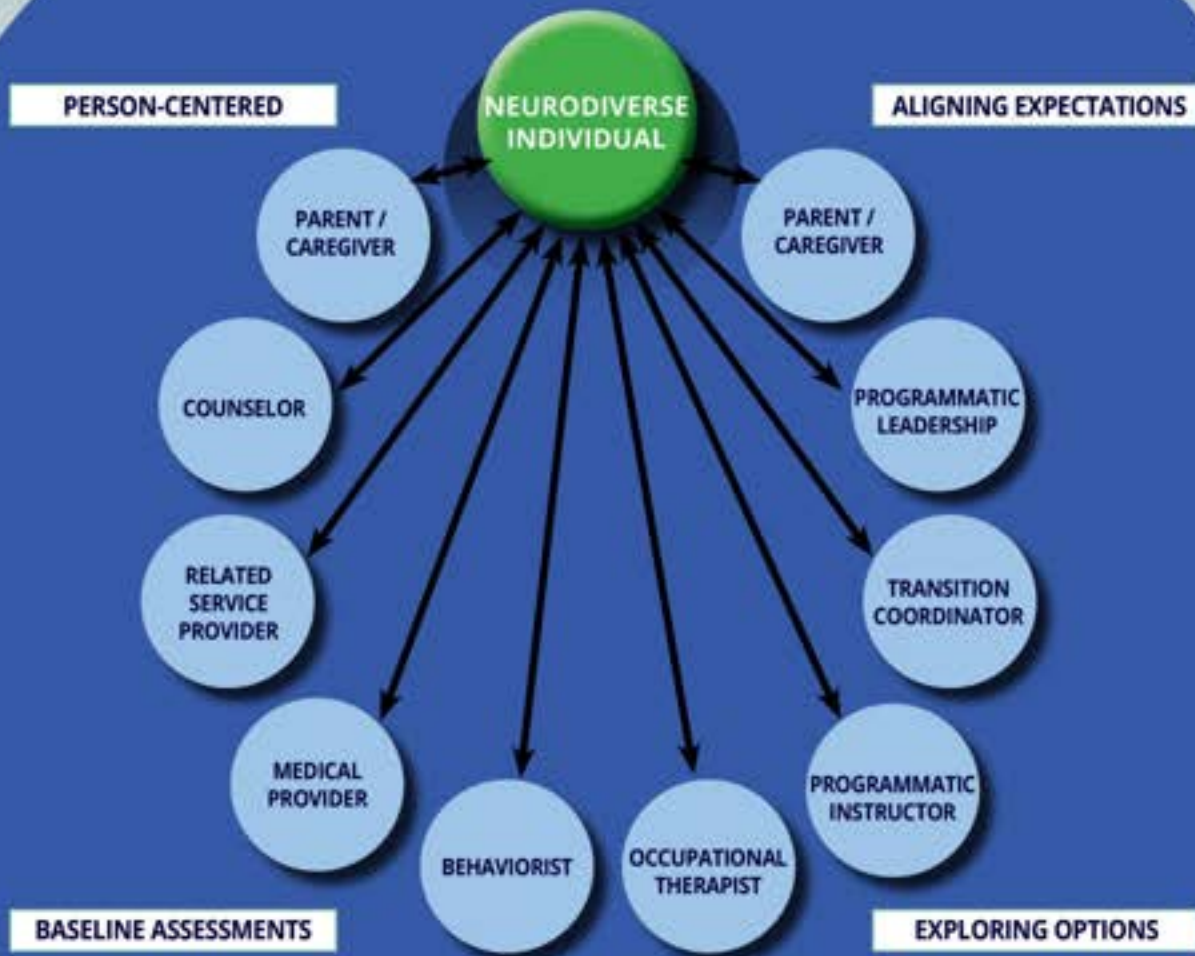 PERSON-CENTERED
ALIGNING EXPECTATIONS
NEURODIVERSE
INDIVIDUAL
PARENT /
CAREGIVER
PARENT /
CAREGIVER
COUNSELOR
PROGRAMMATIC
LEADERSHIP
RELATED
SERVICE
PROVIDER
TRANSITION
COORDINATOR
MEDICAL
PROVIDER
PROGRAMMATIC
INSTRUCTOR
BEHAVIORIST
OCCUPATIONAL
THERAPIST
BASELINE ASSESSMENTS
EXPLORING OPTIONS